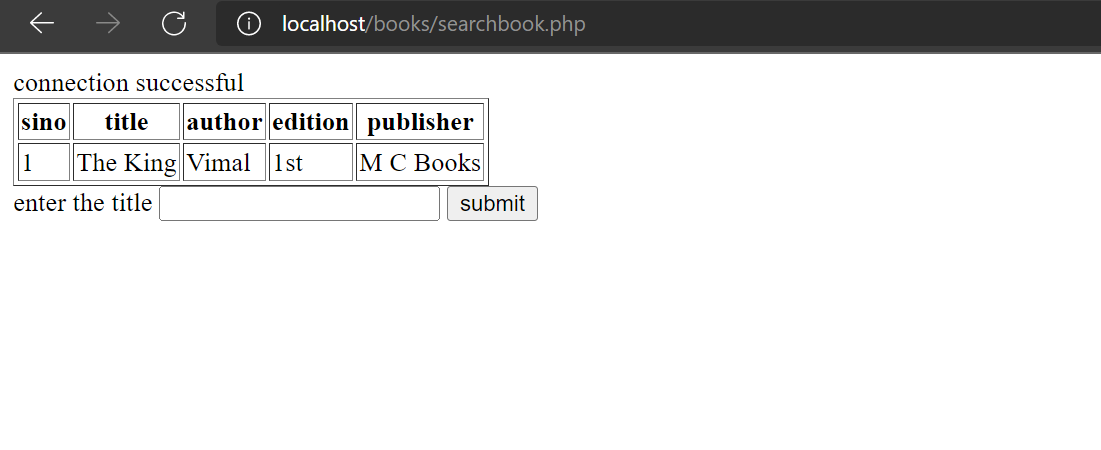 localhost/books/searchbook.php
connection successful
sino title author edition publisher
1 The King Vimal 1st M C Books
enter the title submit